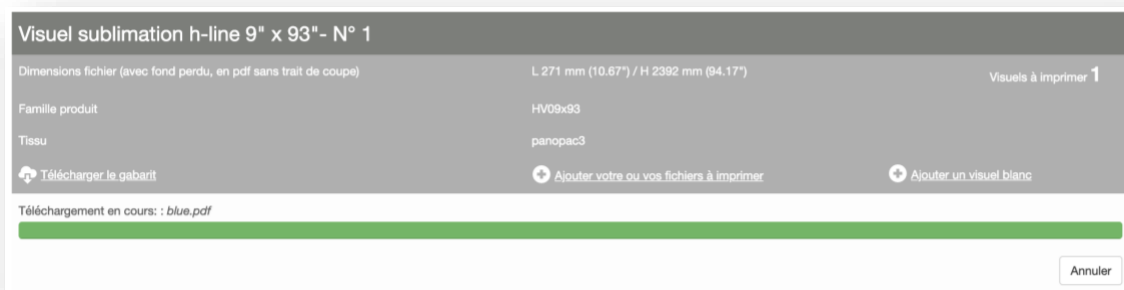 Visuel sublimation h-line 9" x 93"- N° 1
Dimensions fichier (avec fond perdu, en pdf sans trait de coupe) L 271 mm (10.67") / H 2392 mm (94.17") Visuels à imprimer 1
Famille produit HV09x93
Tissu panopac3
Télécharger le gabarit Ajouter votre ou vos fichiers à imprimer Ajouter un visuel blanc
Téléchargement en cours: : blue.pdf
Annuler